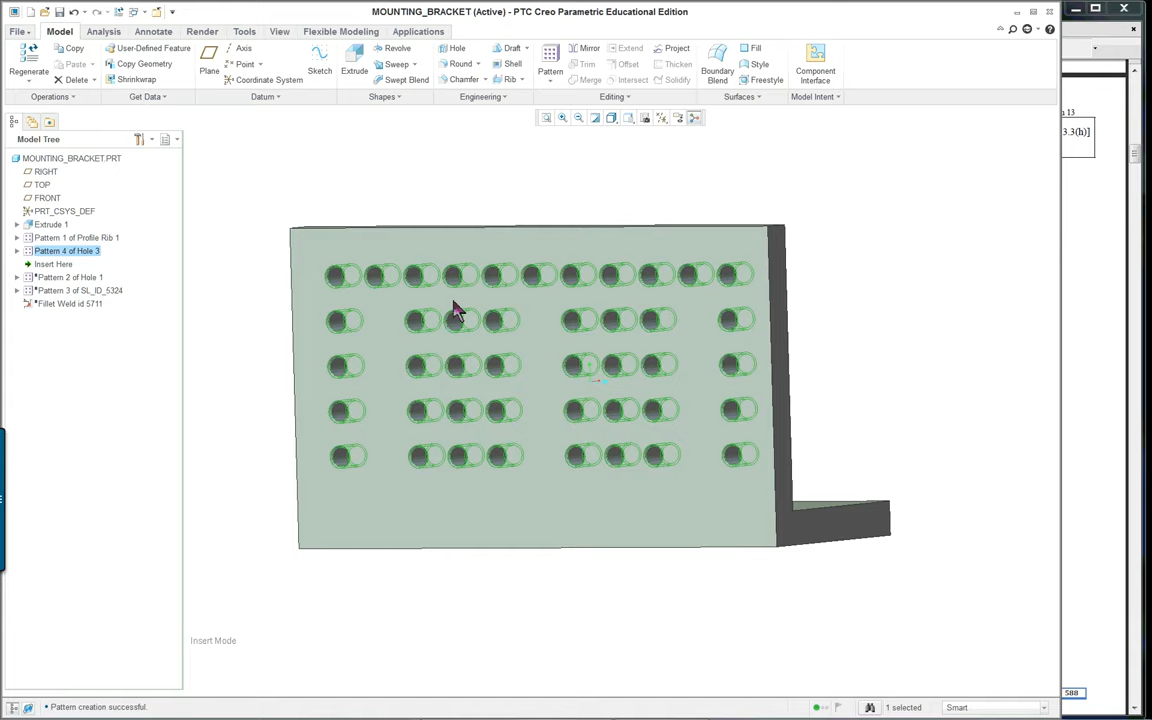 MOUNTING_BRACKET (Active) - PTC Creo Parametric Educational Edition
File Model Analysis Annotate Render Tools View Flexible Modeling Applications
Regenerate Copy Paste Delete User-Defined Feature Copy Geometry Shrinkwrap Plane Axis Point Coordinate System Sketch Extrude Revolve Sweep Swept Blend Hole Round Chamfer Draft Shell Rib Pattern Mirror Trim Merge Extend Offset Intersect Project Thicken Solidify Boundary Blend Fill Style Freestyle Component Interface
Operations Get Data Datum Shapes Engineering Editing Surfaces Model Intent
13
3.3(h)]
Model Tree
MOUNTING_BRACKET.PRT
RIGHT
TOP
FRONT
PRT_CSYS_DEF
Extrude 1
Pattern 1 of Profile Rib 1
Pattern 4 of Hole 3
Insert Here
Pattern 2 of Hole 1
Pattern 3 of SL_ID_5324
Fillet Weld id 5711
Insert Mode
588
Pattern creation successful.
1 selected
Smart